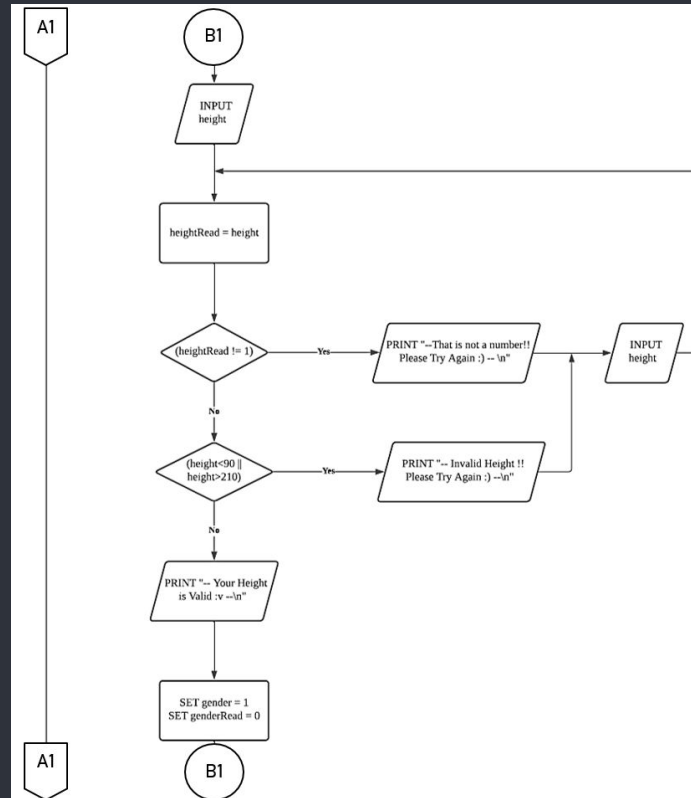 A1
B1
INPUT
height
heightRead = height
(heightRead != 1)
Yes
PRINT "--That is not a number!!
Please Try Again :) -- \n"
INPUT
height
No
(height<90 ||
height>210)
Yes
PRINT "-- Invalid Height !!
Please Try Again :) --\n"
No
PRINT "-- Your Height
is Valid :v --\n"
SET gender = 1
SET genderRead = 0
A1
B1